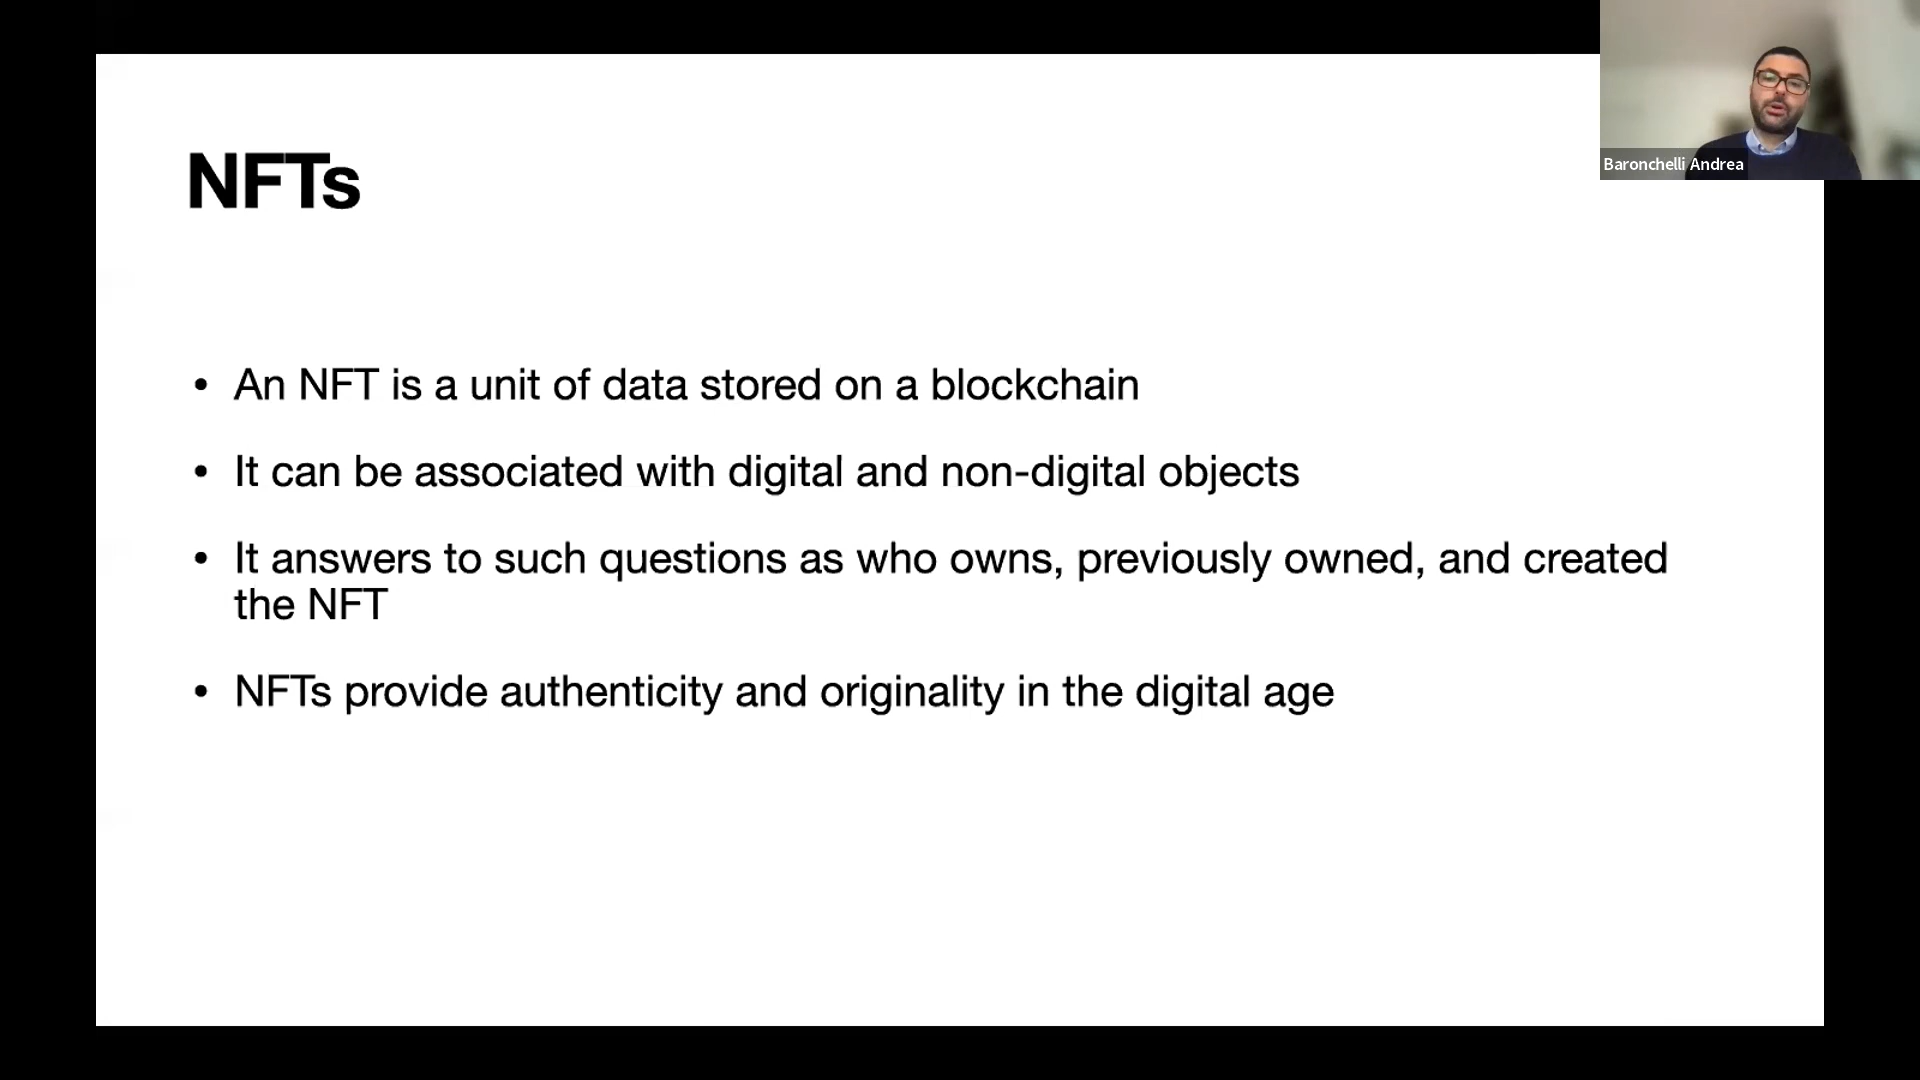 NFTs
Baronchelli Andrea
• An NFT is a unit of data stored on a blockchain
• It can be associated with digital and non-digital objects
• It answers to such questions as who owns, previously owned, and created
the NFT
• NFTs provide authenticity and originality in the digital age